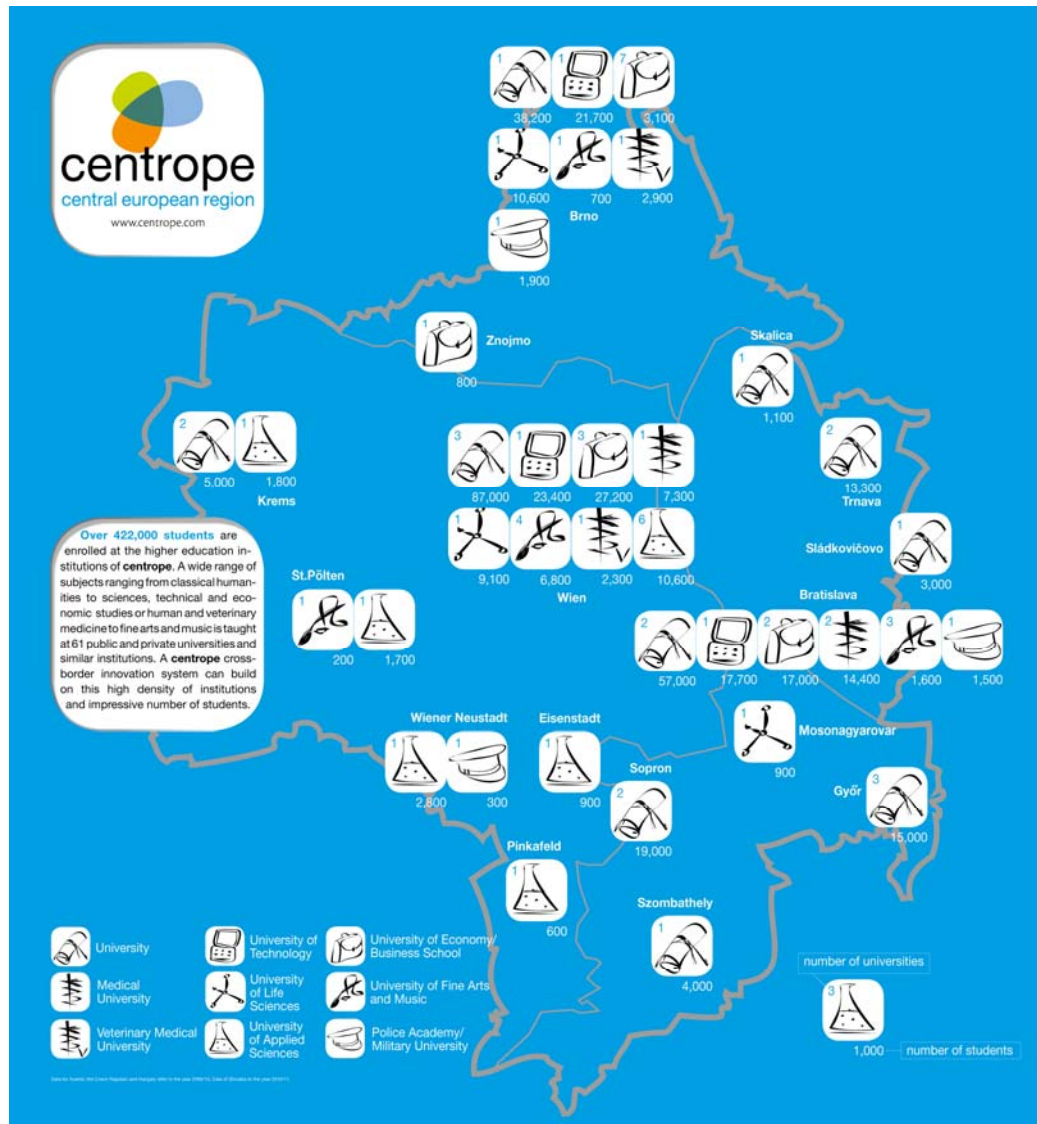 centrope
central european region
www.centrope.com
1 1 7
38,200 21,700 3,100
1 1 1
10,600 700 2,900
Brno
1
1,900
1
Znojmo
800
Skalica
1
1,100
2 1
5,000 1,800
Krems
3 1 3 1
87,000 23,400 27,200 7,300
1 4 1 6
9,100 6,800 2,300 10,600
Wien
2
13,300
Trnava
1
Sládkovičovo
3,000
Over 422,000 students are
enrolled at the higher education in-
stitutions of centrope. A wide range of
subjects ranging from classical human-
ities to sciences, technical and eco-
nomic studies or human and veterinary
medicine to fine arts and music is taught
at 61 public and private universities and
similar institutions. A centrope cross-
border innovation system can build
on this high density of institutions
and impressive number of students.
St.Pölten
1 1
200 1,700
Bratislava
2 1 2 2 3 1
57,000 17,700 17,000 14,400 1,600 1,500
Wiener Neustadt
1 1
2,800 300
Eisenstadt
1
900
1
Mosonagyarovar
900
Sopron
2
19,000
3
Győr
15,000
Pinkafeld
1
600
Szombathely
1
4,000
University
University of
Technology
University of Economy/
Business School
Medical
University
University
of Life
Sciences
University of Fine Arts
and Music
Veterinary Medical
University
University
of Applied
Sciences
Police Academy/
Military University
number of universities
3
1,000 number of students